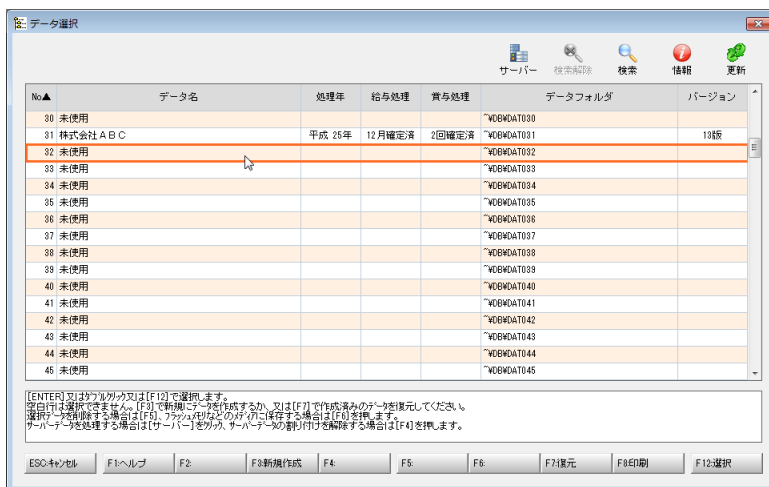 データ選択
サーバー 検索解除 検索 情報 更新
No▲ データ名 処理年 給与処理 賞与処理 データフォルダ バージョン
30 未使用 ~¥DB¥DAT030
31 株式会社ＡＢＣ 平成 25年 12月確定済 2回確定済 ~¥DB¥DAT031 13版
32 未使用 ~¥DB¥DAT032
33 未使用 ~¥DB¥DAT033
34 未使用 ~¥DB¥DAT034
35 未使用 ~¥DB¥DAT035
36 未使用 ~¥DB¥DAT036
37 未使用 ~¥DB¥DAT037
38 未使用 ~¥DB¥DAT038
39 未使用 ~¥DB¥DAT039
40 未使用 ~¥DB¥DAT040
41 未使用 ~¥DB¥DAT041
42 未使用 ~¥DB¥DAT042
43 未使用 ~¥DB¥DAT043
44 未使用 ~¥DB¥DAT044
45 未使用 ~¥DB¥DAT045
[ENTER]又はﾀﾞﾌﾞﾙｸﾘｯｸ又は[F12]で選択します。
空白行は選択できません。[F3]で新規にﾃﾞｰﾀを作成するか、又は[F7]で作成済みのﾃﾞｰﾀを復元してください。
選択ﾃﾞｰﾀを削除する場合は[F5]、ﾌﾗｯｼｭﾒﾓﾘなどのﾒﾃﾞｨｱに保存する場合は[F6]を押します。
ｻｰﾊﾞｰﾃﾞｰﾀを処理する場合は[サーバー]をｸﾘｯｸ、ｻｰﾊﾞｰﾃﾞｰﾀの割り付けを解除する場合は[F4]を押します。
ESC:ｷｬﾝｾﾙ F1:ヘルプ F2: F3:新規作成 F4: F5: F6: F7:復元 F8:印刷 F12:選択